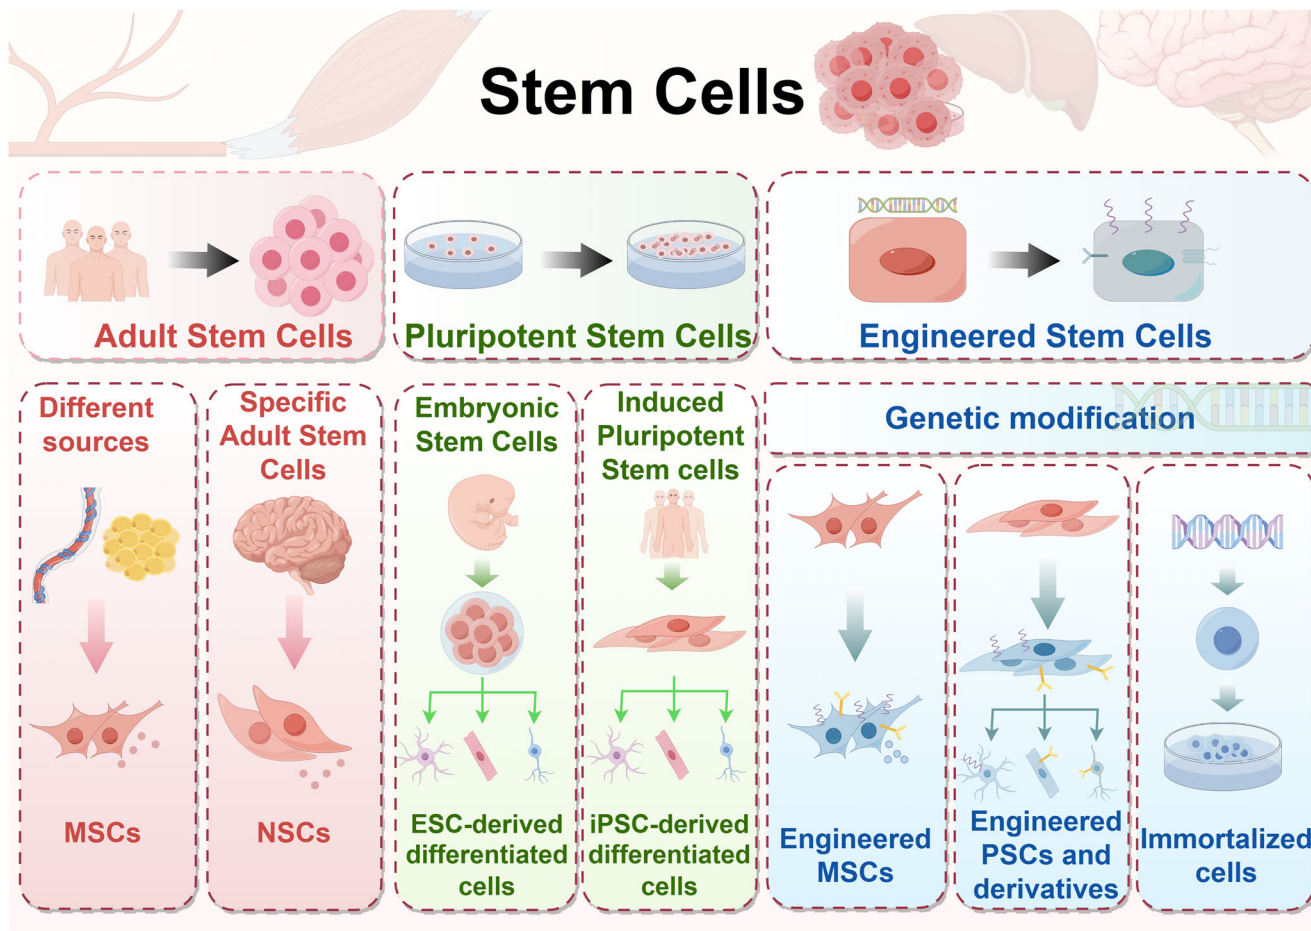 Stem Cells
Adult Stem Cells
Pluripotent Stem Cells
Engineered Stem Cells
Different
sources
MSCs
Specific
Adult Stem
Cells
NSCs
Embryonic
Stem Cells
ESC-derived
differentiated
cells
Induced
Pluripotent
Stem cells
iPSC-derived
differentiated
cells
Genetic modification
Engineered
MSCs
Engineered
PSCs and
derivatives
Immortalized
cells